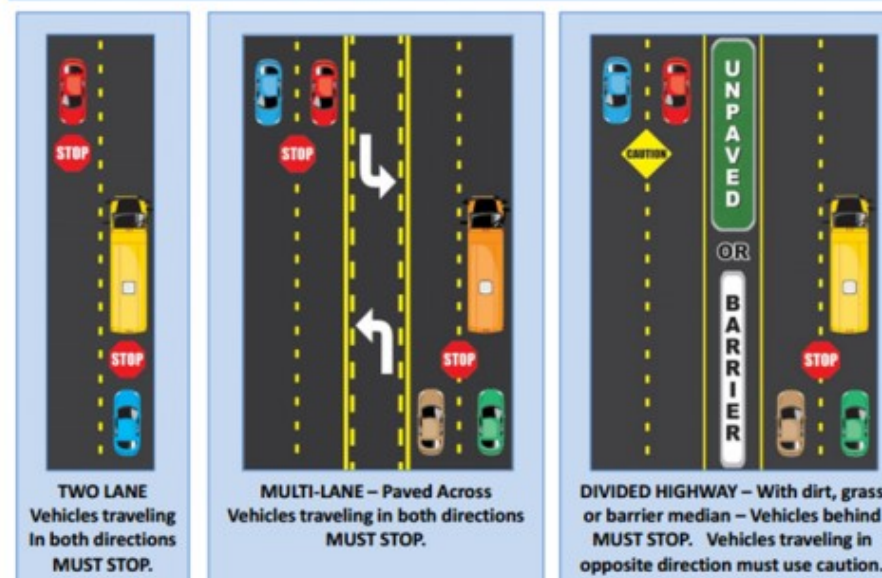 STOP
STOP
TWO LANE
Vehicles traveling
In both directions
MUST STOP.
STOP
STOP
MULTI-LANE – Paved Across
Vehicles traveling in both directions
MUST STOP.
CAUTION
UNPAVED
OR
BARRIER
STOP
DIVIDED HIGHWAY – With dirt, grass
or barrier median – Vehicles behind
MUST STOP. Vehicles traveling in
opposite direction must use caution.